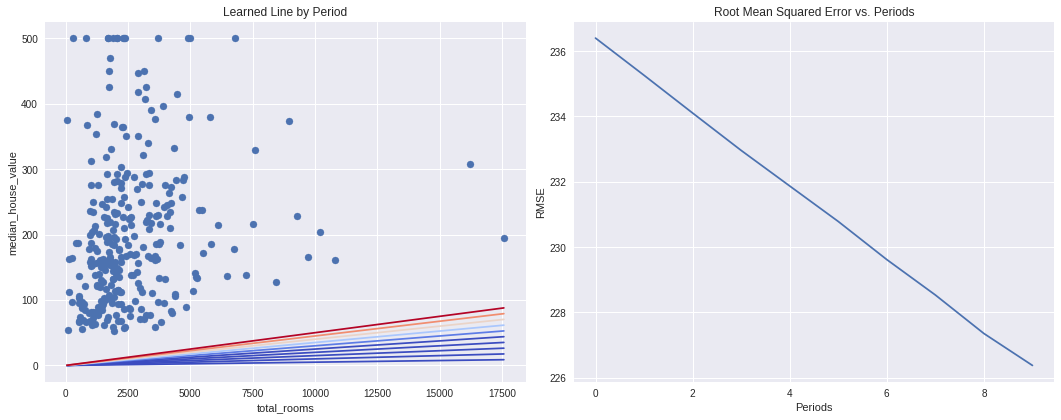 Learned Line by Period
500
400
300
200
100
0
median_house_value
0 2500 5000 7500 10000 12500 15000 17500
total_rooms
Root Mean Squared Error vs. Periods
236
234
232
230
228
226
RMSE
0 2 4 6 8
Periods